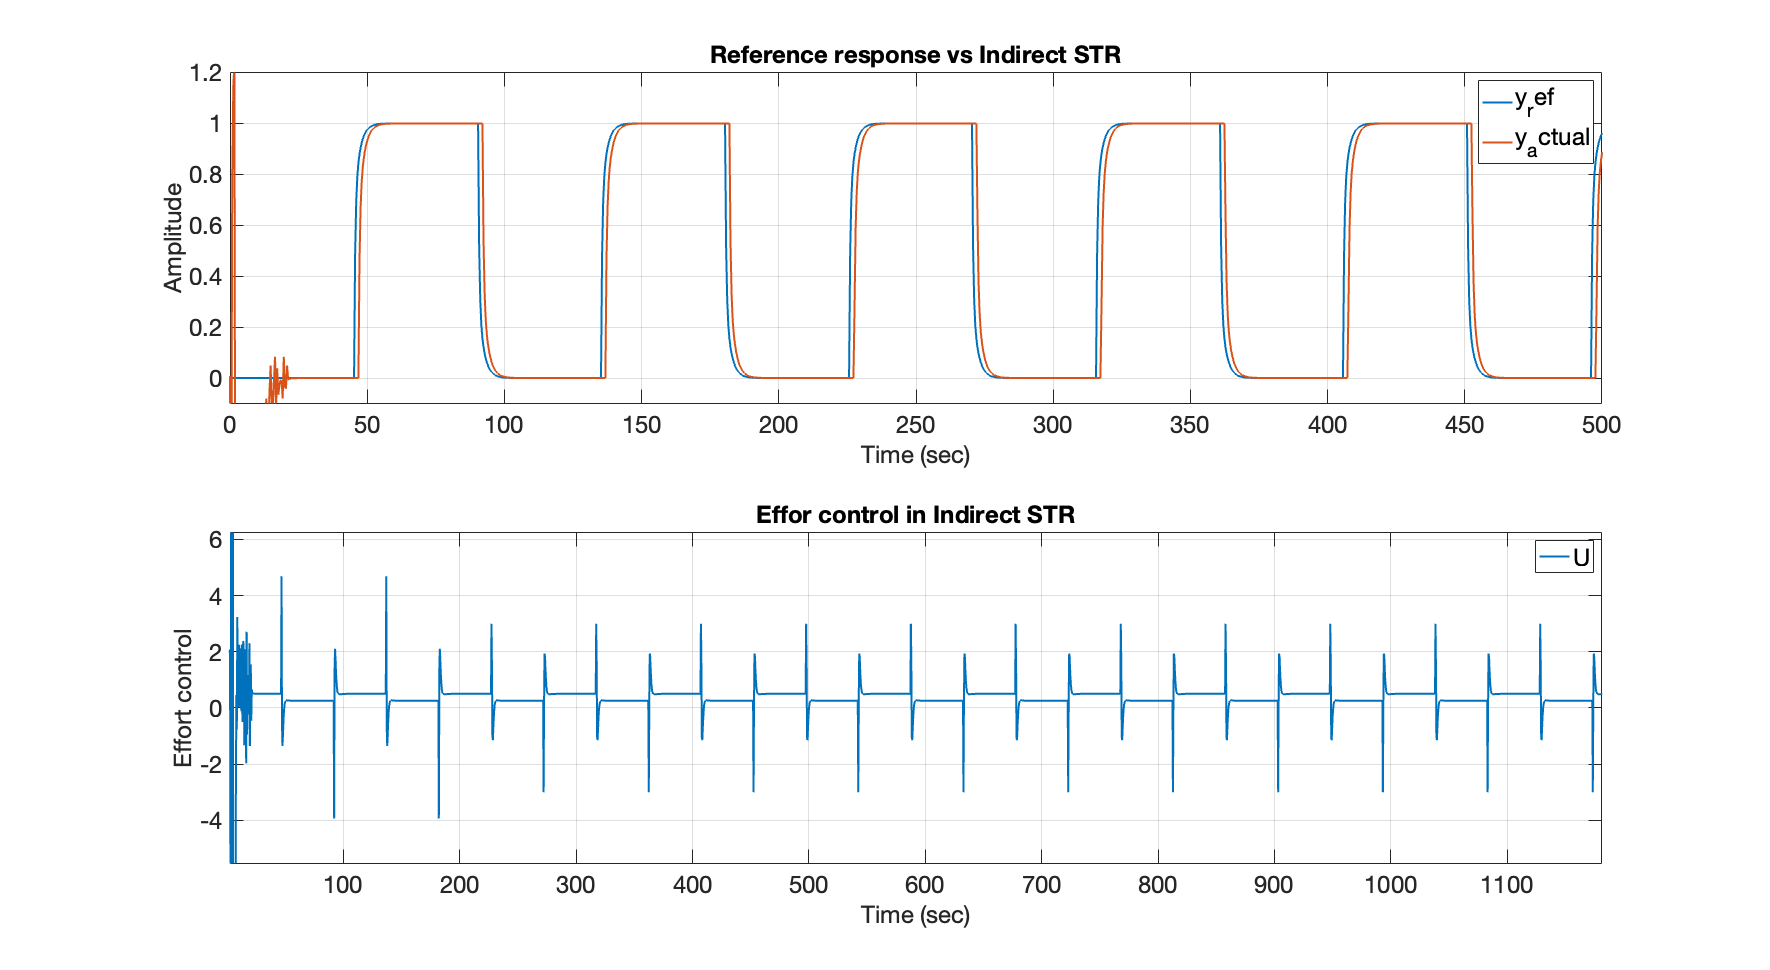 Reference response vs Indirect STR
1.2
1
0.8
0.6
0.4
0.2
0
Amplitude
y_ref
y_actual
0 50 100 150 200 250 300 350 400 450 500
Time (sec)
Effor control in Indirect STR
6
4
2
0
-2
-4
Effort control
U
100 200 300 400 500 600 700 800 900 1000 1100
Time (sec)